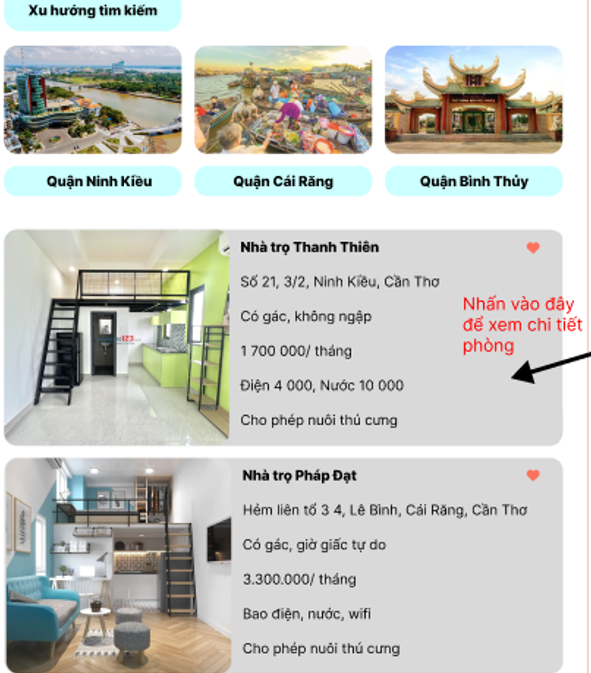 Xu hướng tìm kiếm
Quận Ninh Kiều
Quận Cái Răng
Quận Bình Thủy
Nhà trọ Thanh Thiên
Số 21, 3/2, Ninh Kiều, Cần Thơ
Có gác, không ngập
1 700 000/ tháng
Điện 4 000, Nước 10 000
Cho phép nuôi thú cưng
Nhấn vào đây
để xem chi tiết
phòng
123
Nhà trọ Pháp Đạt
Hẻm liên tổ 3 4, Lê Bình, Cái Răng, Cần Thơ
Có gác, giờ giấc tự do
3.300.000/ tháng
Bao điện, nước, wifi
Cho phép nuôi thú cưng